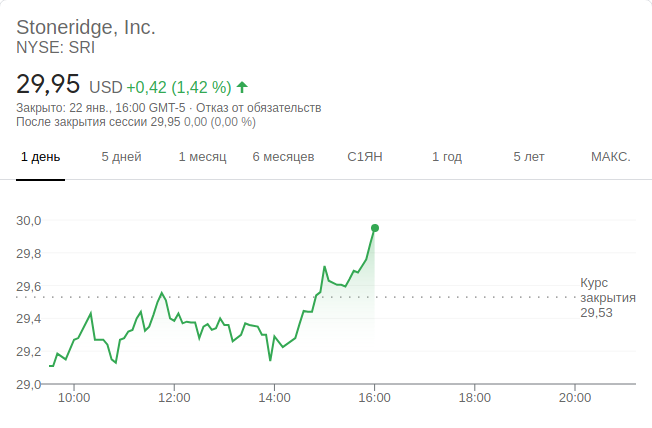 Stoneridge, Inc.
NYSE: SRI
29,95 USD +0,42 (1,42 %)
Закрыто: 22 янв., 16:00 GMT-5 · Отказ от обязательств
После закрытия сессии 29,95 0,00 (0,00 %)
1 день 5 дней 1 месяц 6 месяцев С1ЯН 1 год 5 лет МАКС.
30,0
29,8
29,6
29,4
29,2
29,0
Курс
закрытия
29,53
10:00 12:00 14:00 16:00 18:00 20:00